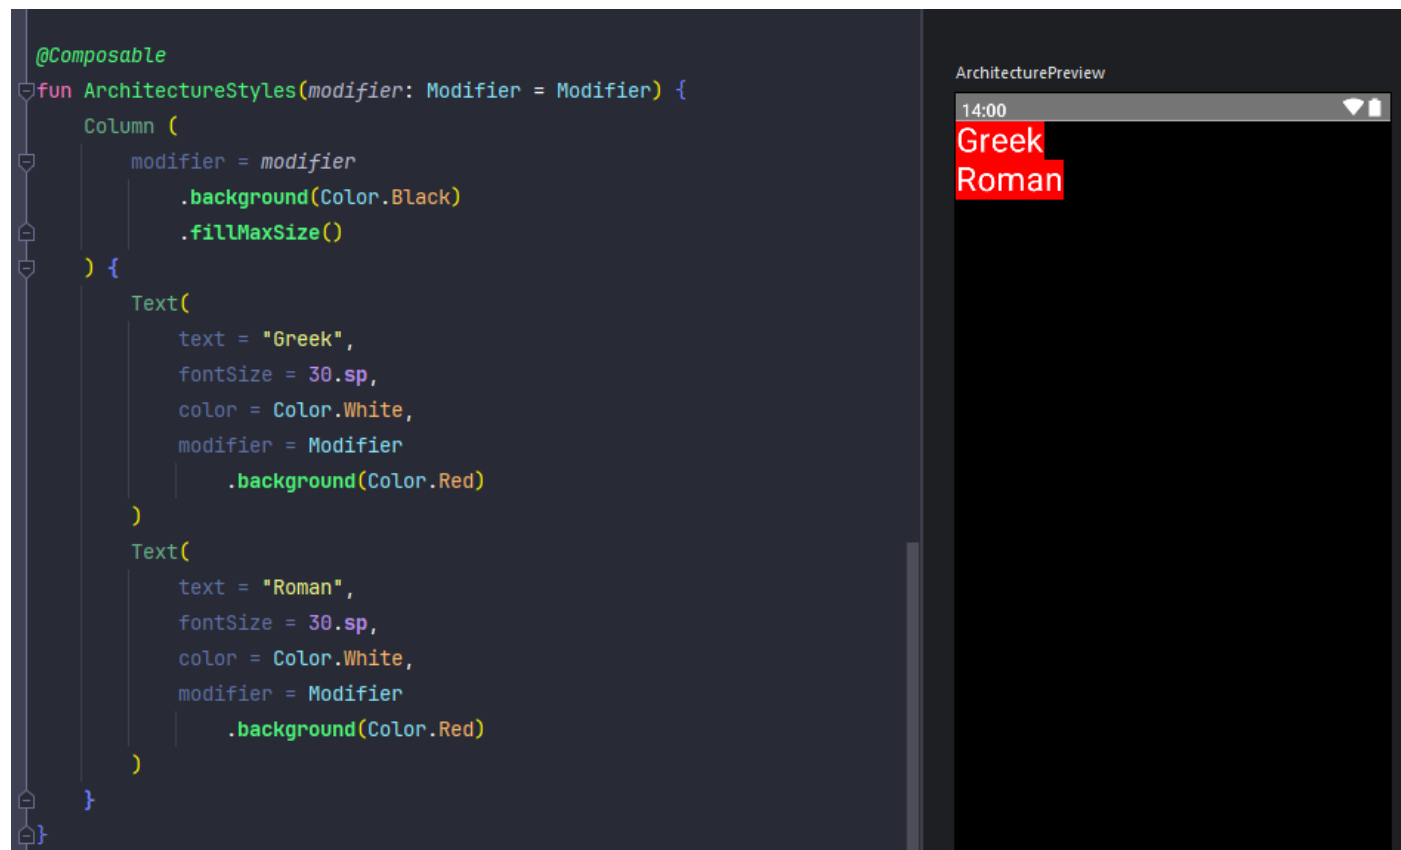 @Composable
fun ArchitectureStyles(modifier: Modifier = Modifier) {
    Column (
        modifier = modifier
            .background(Color.Black)
            .fillMaxSize()
    ) {
        Text(
            text = "Greek",
            fontSize = 30.sp,
            color = Color.White,
            modifier = Modifier
                .background(Color.Red)
        )
        Text(
            text = "Roman",
            fontSize = 30.sp,
            color = Color.White,
            modifier = Modifier
                .background(Color.Red)
        )
    }
}
ArchitecturePreview
14:00
Greek
Roman